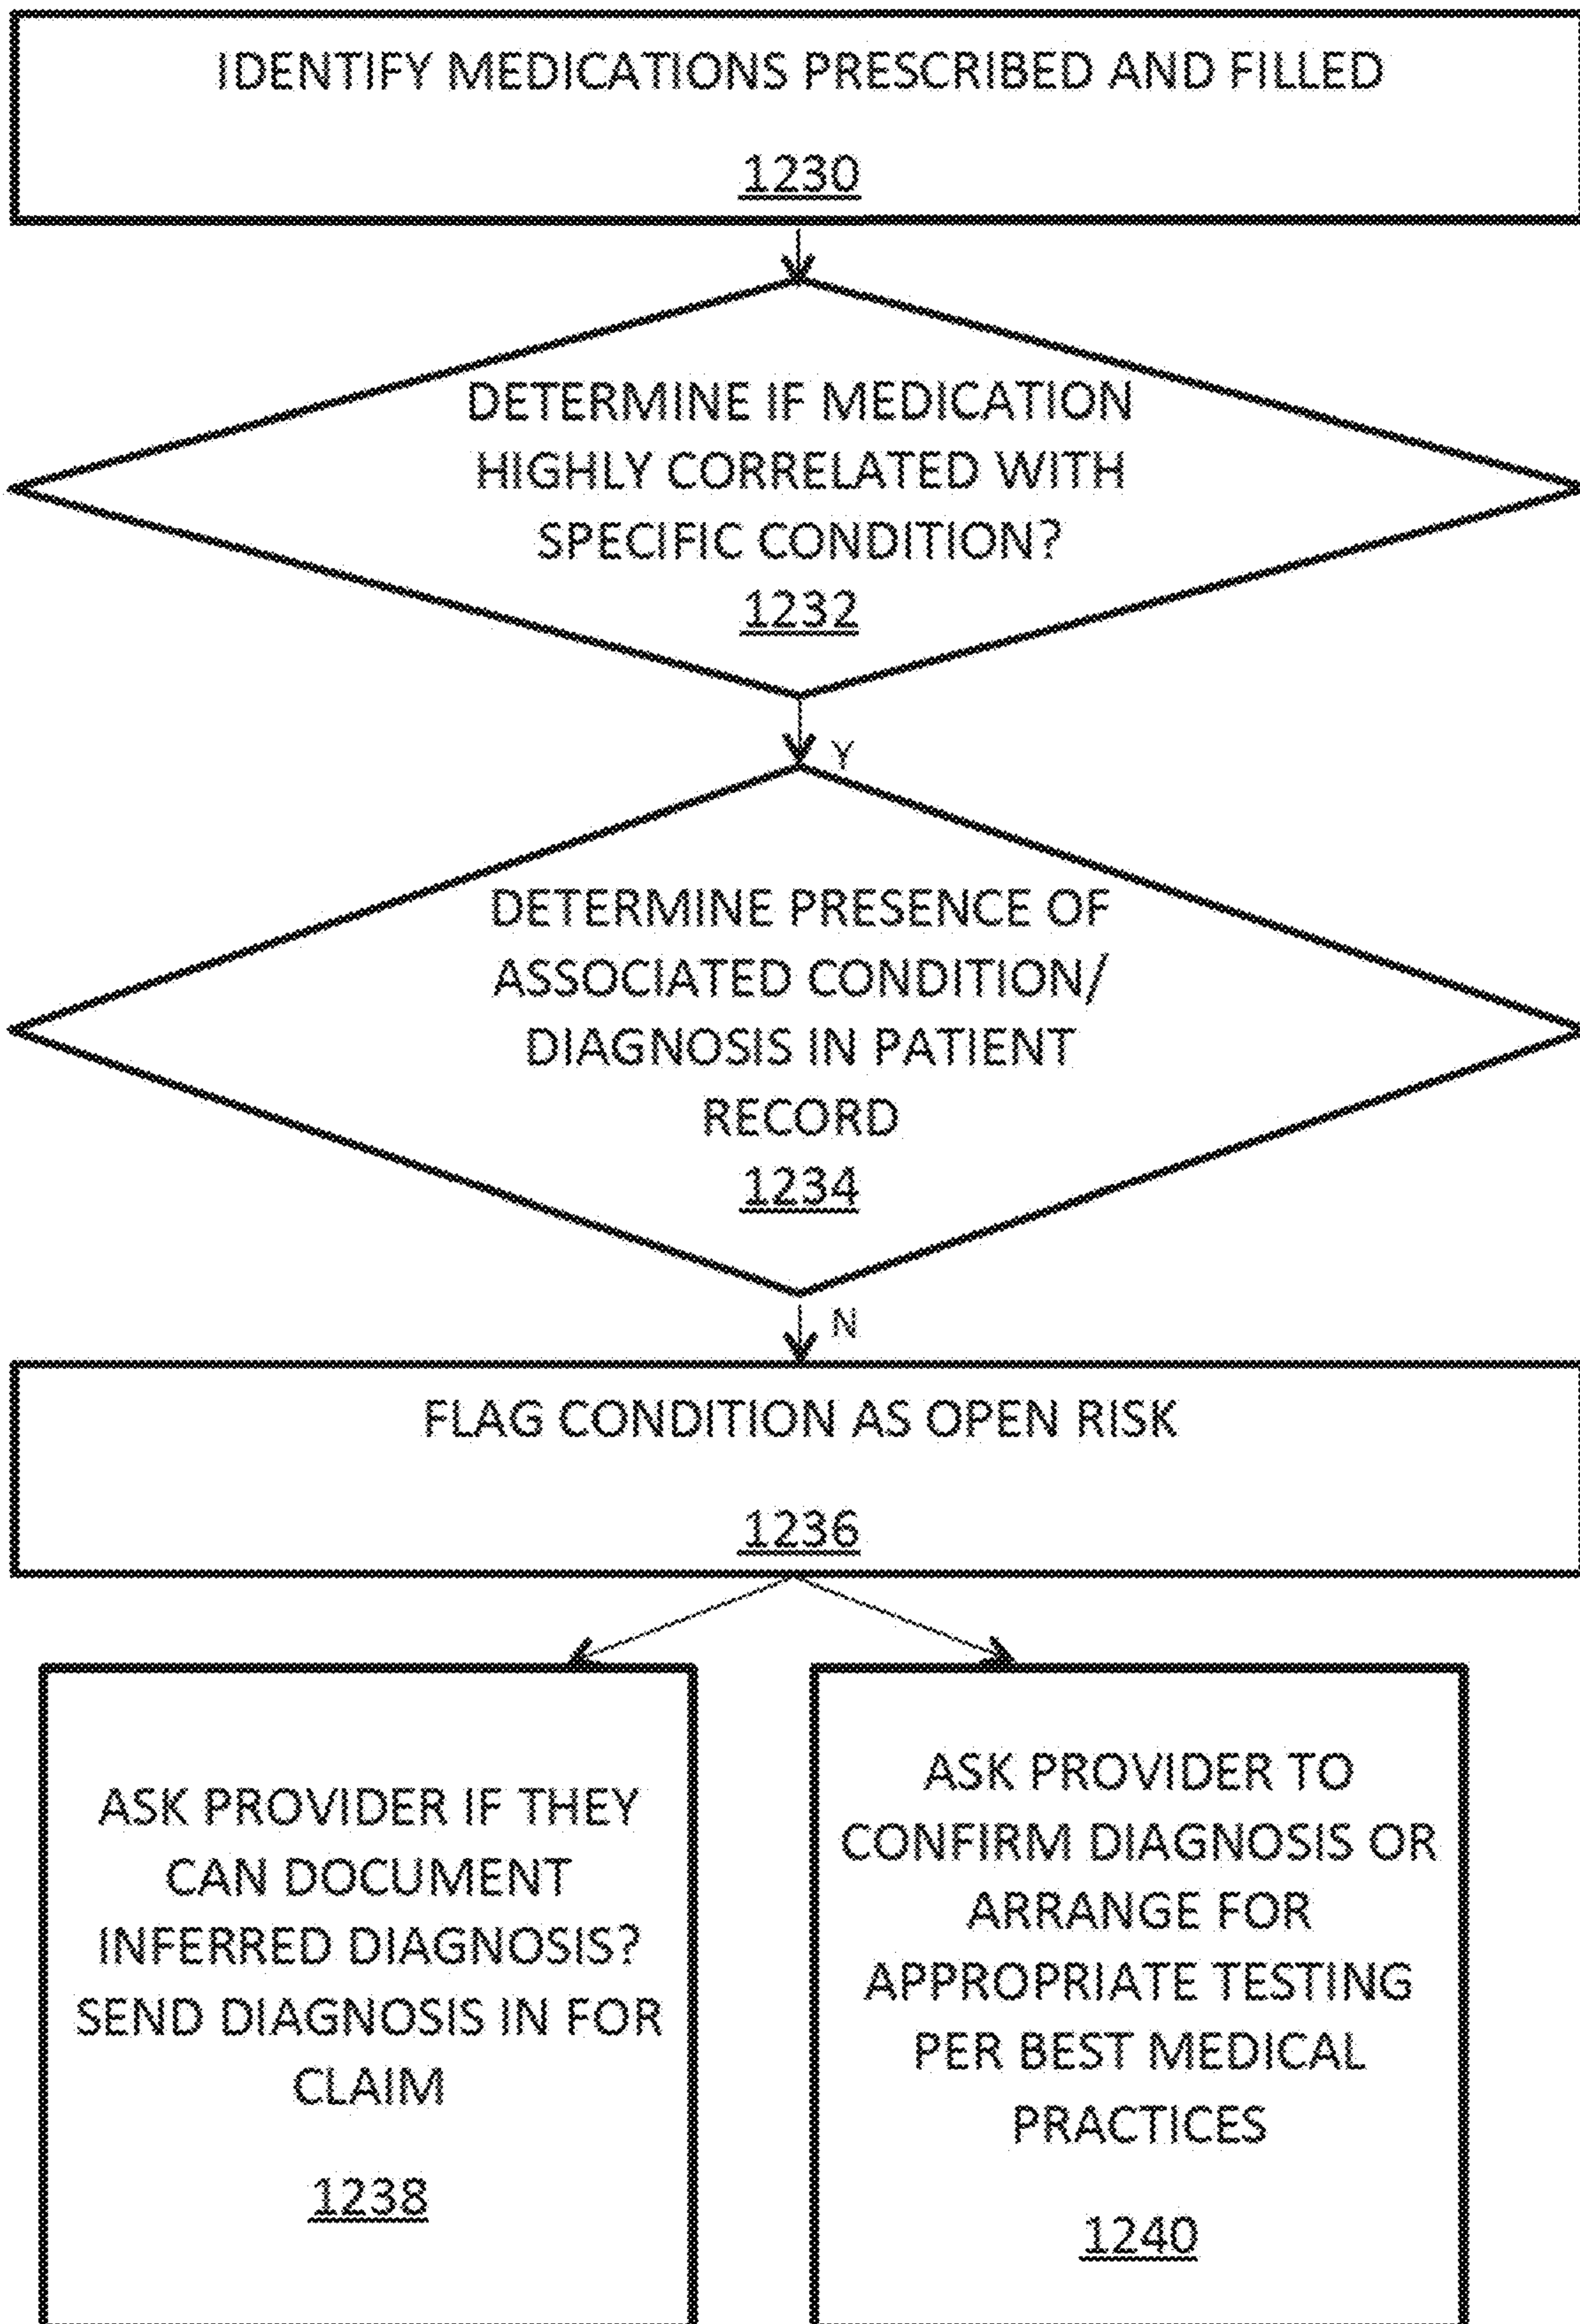 IDENTIFY MEDICATIONS PRESCRIBED AND FILLED
1230
DETERMINE IF MEDICATION
HIGHLY CORRELATED WITH
SPECIFIC CONDITION?
1232
Y
DETERMINE PRESENCE OF
ASSOCIATED CONDITION/
DIAGNOSIS IN PATIENT
RECORD
1234
N
FLAG CONDITION AS OPEN RISK
1236
ASK PROVIDER IF THEY
CAN DOCUMENT
INFERRED DIAGNOSIS?
SEND DIAGNOSIS IN FOR
CLAIM
1238
ASK PROVIDER TO
CONFIRM DIAGNOSIS OR
ARRANGE FOR
APPROPRIATE TESTING
PER BEST MEDICAL
PRACTICES
1240